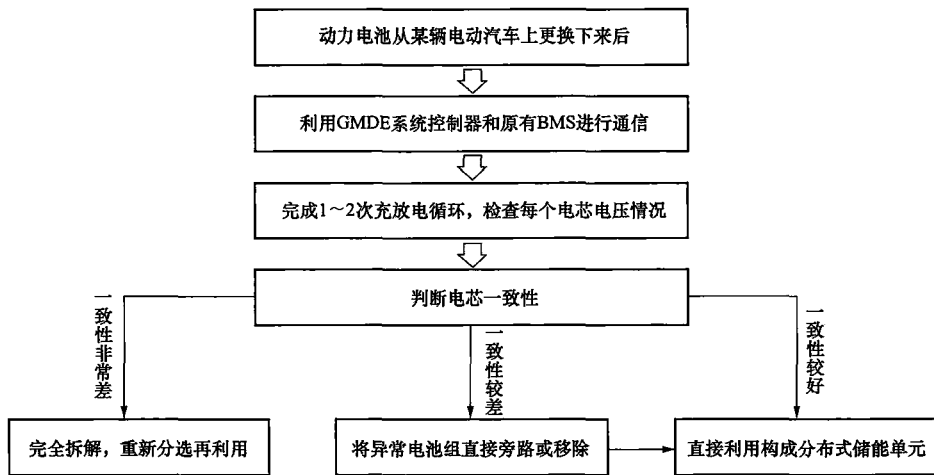 动力电池从某辆电动汽车上更换下来后
利用GMDE系统控制器和原有BMS进行通信
完成1～2次充放电循环，检查每个电芯电压情况
判断电芯一致性
一致性非常差
一致性较差
一致性较好
完全拆解，重新分选再利用
将异常电池组直接旁路或移除
直接利用构成分布式储能单元